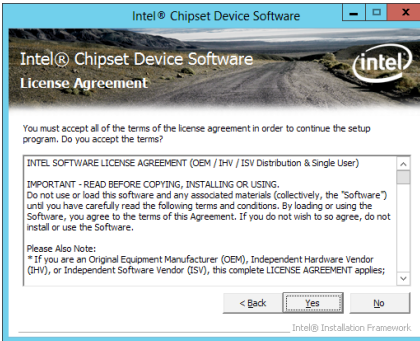 Intel® Chipset Device Software
Intel® Chipset Device Software
intel
License Agreement
You must accept all of the terms of the license agreement in order to continue the setup
program. Do you accept the terms?
INTEL SOFTWARE LICENSE AGREEMENT (OEM / IHV / ISV Distribution & Single User)
IMPORTANT - READ BEFORE COPYING, INSTALLING OR USING.
Do not use or load this software and any associated materials (collectively, the "Software")
until you have carefully read the following terms and conditions. By loading or using the
Software, you agree to the terms of this Agreement. If you do not wish to so agree, do not
install or use the Software.
Please Also Note:
* If you are an Original Equipment Manufacturer (OEM), Independent Hardware Vendor
(IHV), or Independent Software Vendor (ISV), this complete LICENSE AGREEMENT applies;
< Back Yes No
Intel® Installation Framework